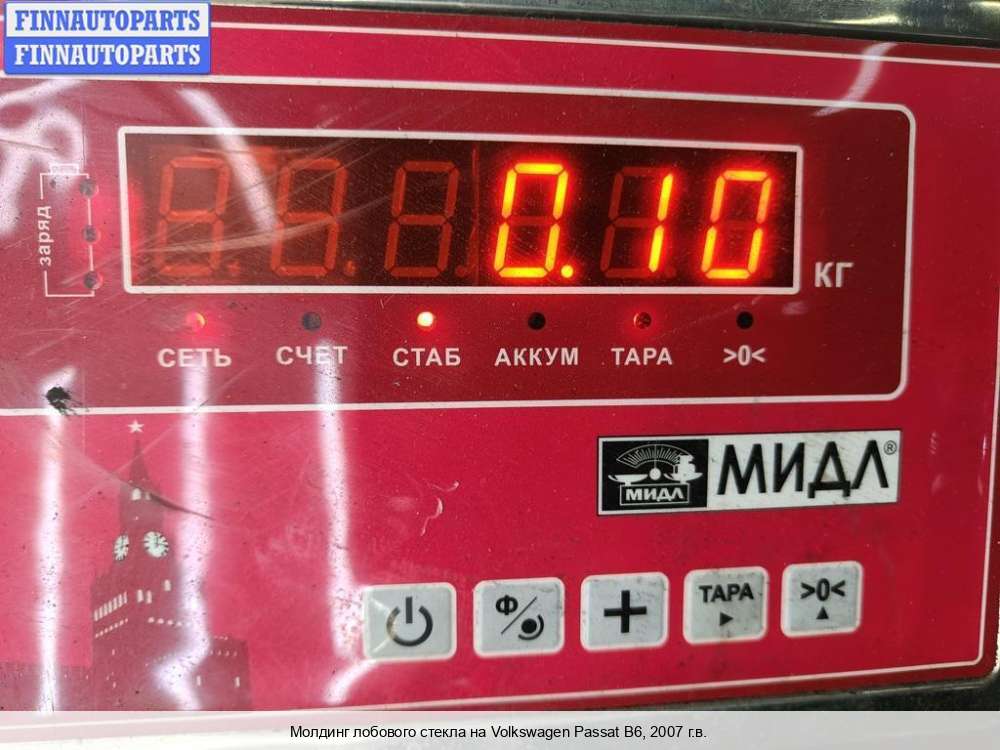 FINNAUTOPARTS
FINNAUTOPARTS
заряд
0.10
КГ
СЕТЬ СЧЕТ СТАБ АККУМ ТАРА >0<
МИДЛ МИДЛ®
Ф/ + ТАРА >0<
Молдинг лобового стекла на Volkswagen Passat B6, 2007 г.в.